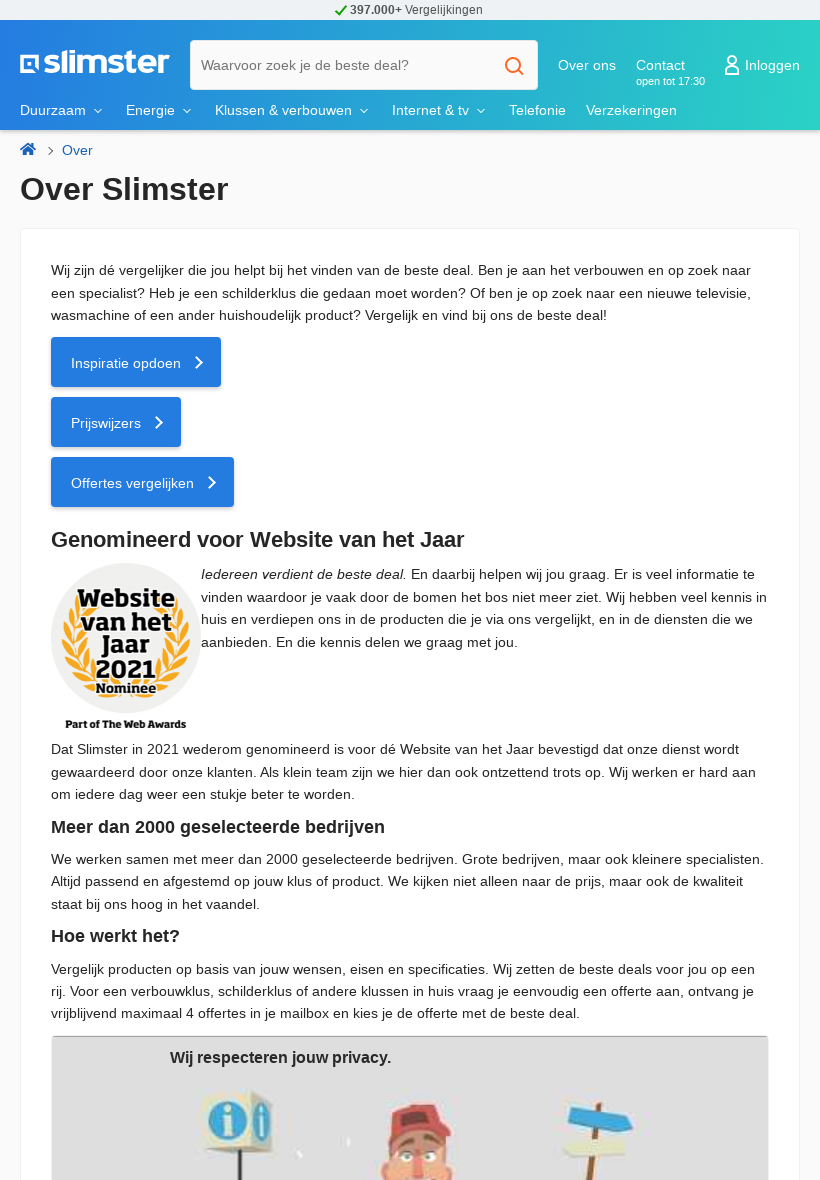 397.000+ Vergelijkingen
slimster
Waarvoor zoek je de beste deal?
Over ons
Contact
open tot 17:30
Inloggen
Duurzaam
Energie
Klussen & verbouwen
Internet & tv
Telefonie
Verzekeringen
Over
Over Slimster
Wij zijn dé vergelijker die jou helpt bij het vinden van de beste deal. Ben je aan het verbouwen en op zoek naar
een specialist? Heb je een schilderklus die gedaan moet worden? Of ben je op zoek naar een nieuwe televisie,
wasmachine of een ander huishoudelijk product? Vergelijk en vind bij ons de beste deal!
Inspiratie opdoen
Prijswijzers
Offertes vergelijken
Genomineerd voor Website van het Jaar
Website
van het
Jaar
2021
Nominee
Part of The Web Awards
Iedereen verdient de beste deal. En daarbij helpen wij jou graag. Er is veel informatie te
vinden waardoor je vaak door de bomen het bos niet meer ziet. Wij hebben veel kennis in
huis en verdiepen ons in de producten die je via ons vergelijkt, en in de diensten die we
aanbieden. En die kennis delen we graag met jou.
Dat Slimster in 2021 wederom genomineerd is voor dé Website van het Jaar bevestigd dat onze dienst wordt
gewaardeerd door onze klanten. Als klein team zijn we hier dan ook ontzettend trots op. Wij werken er hard aan
om iedere dag weer een stukje beter te worden.
Meer dan 2000 geselecteerde bedrijven
We werken samen met meer dan 2000 geselecteerde bedrijven. Grote bedrijven, maar ook kleinere specialisten.
Altijd passend en afgestemd op jouw klus of product. We kijken niet alleen naar de prijs, maar ook de kwaliteit
staat bij ons hoog in het vaandel.
Hoe werkt het?
Vergelijk producten op basis van jouw wensen, eisen en specificaties. Wij zetten de beste deals voor jou op een
rij. Voor een verbouwklus, schilderklus of andere klussen in huis vraag je eenvoudig een offerte aan, ontvang je
vrijblijvend maximaal 4 offertes in je mailbox en kies je de offerte met de beste deal.
Wij respecteren jouw privacy.